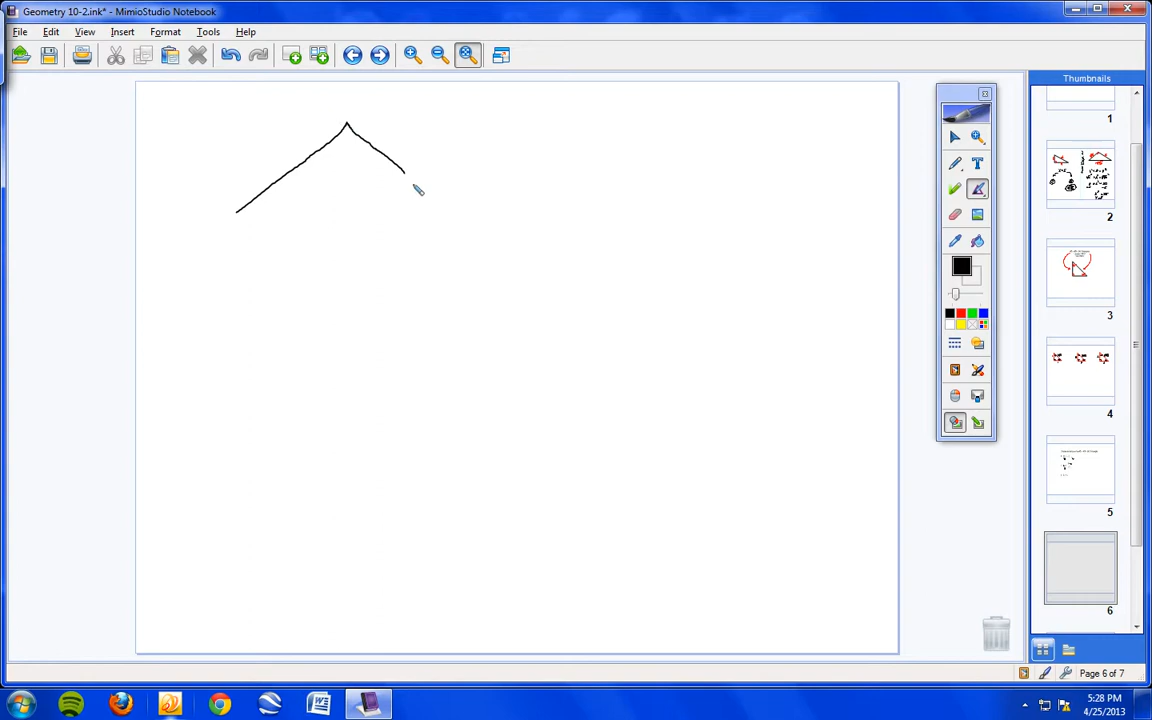 Geometry 10-2.ink* - MimioStudio Notebook
File Edit View Insert Format Tools Help
Thumbnails
1
2
3
4
5
6
Page 6 of 7
5:28 PM
4/25/2013